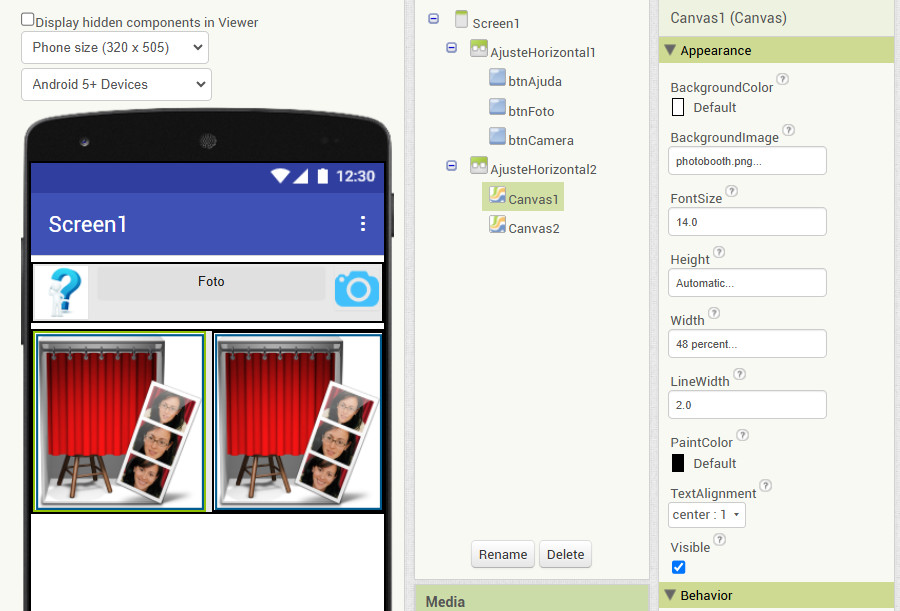 Display hidden components in Viewer
Phone size (320 x 505)
Android 5+ Devices
12:30
Screen1
Foto
Screen1
AjusteHorizontal1
btnAjuda
btnFoto
btnCamera
AjusteHorizontal2
Canvas1
Canvas2
Rename
Delete
Media
Canvas1 (Canvas)
Appearance
BackgroundColor ?
Default
BackgroundImage ?
photobooth.png...
FontSize ?
14.0
Height ?
Automatic...
Width ?
48 percent...
LineWidth ?
2.0
PaintColor ?
Default
TextAlignment ?
center : 1
Visible ?
Behavior